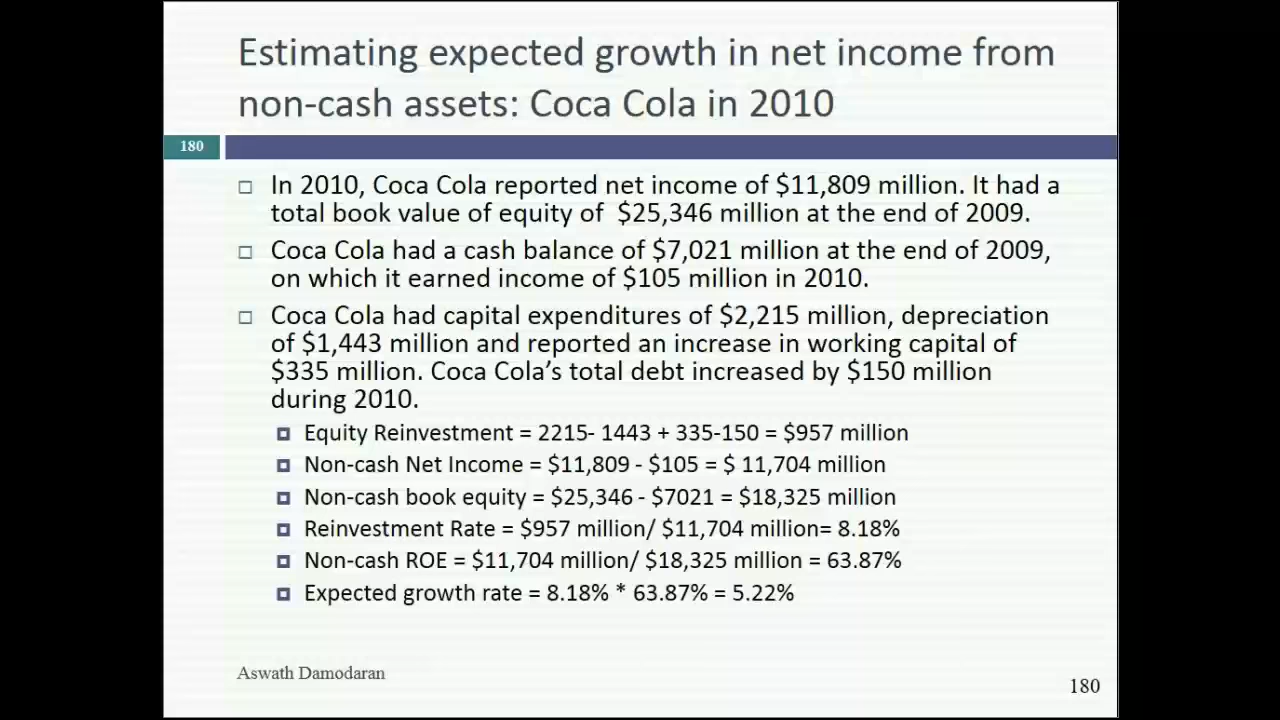 Estimating expected growth in net income from
non-cash assets: Coca Cola in 2010
180
In 2010, Coca Cola reported net income of $11,809 million. It had a
total book value of equity of $25,346 million at the end of 2009.
Coca Cola had a cash balance of $7,021 million at the end of 2009,
on which it earned income of $105 million in 2010.
Coca Cola had capital expenditures of $2,215 million, depreciation
of $1,443 million and reported an increase in working capital of
$335 million. Coca Cola’s total debt increased by $150 million
during 2010.
Equity Reinvestment = 2215- 1443 + 335-150 = $957 million
Non-cash Net Income = $11,809 - $105 = $ 11,704 million
Non-cash book equity = $25,346 - $7021 = $18,325 million
Reinvestment Rate = $957 million/ $11,704 million= 8.18%
Non-cash ROE = $11,704 million/ $18,325 million = 63.87%
Expected growth rate = 8.18% * 63.87% = 5.22%
Aswath Damodaran
180